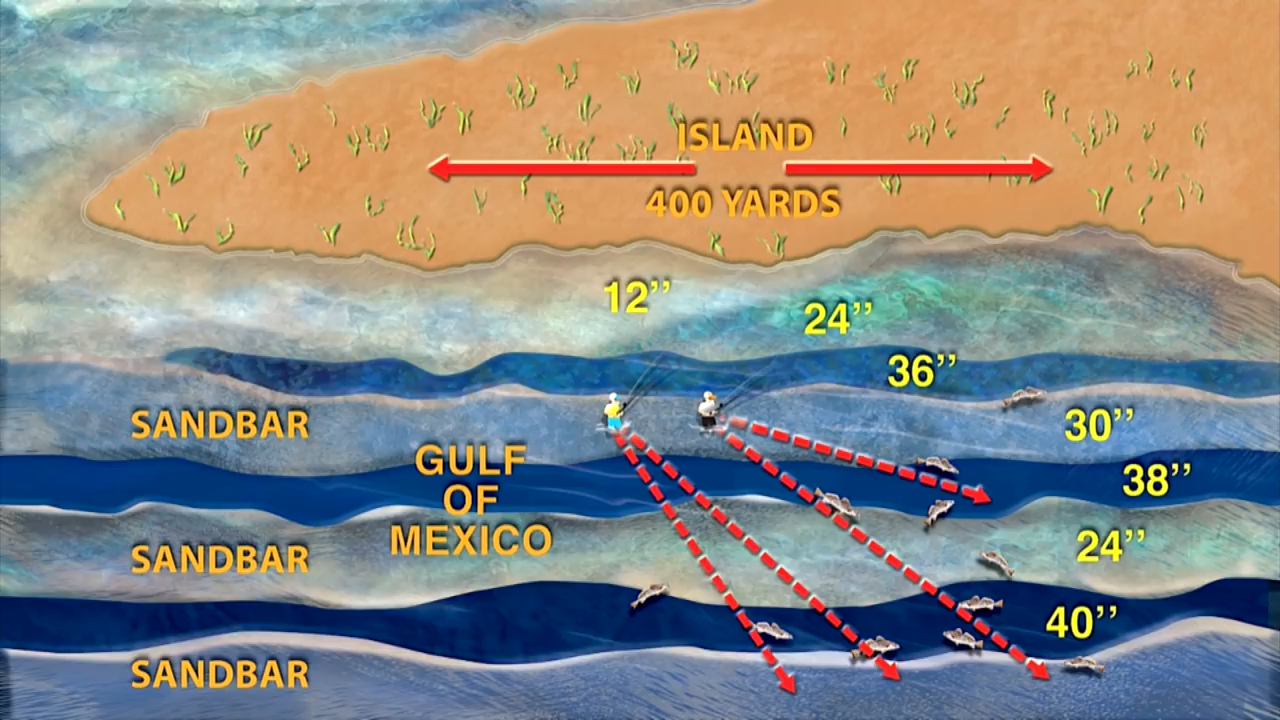 ISLAND
400 YARDS
12’’
24’’
36’’
SANDBAR
30’’
GULF
OF
MEXICO
38’’
SANDBAR
24’’
40’’
SANDBAR